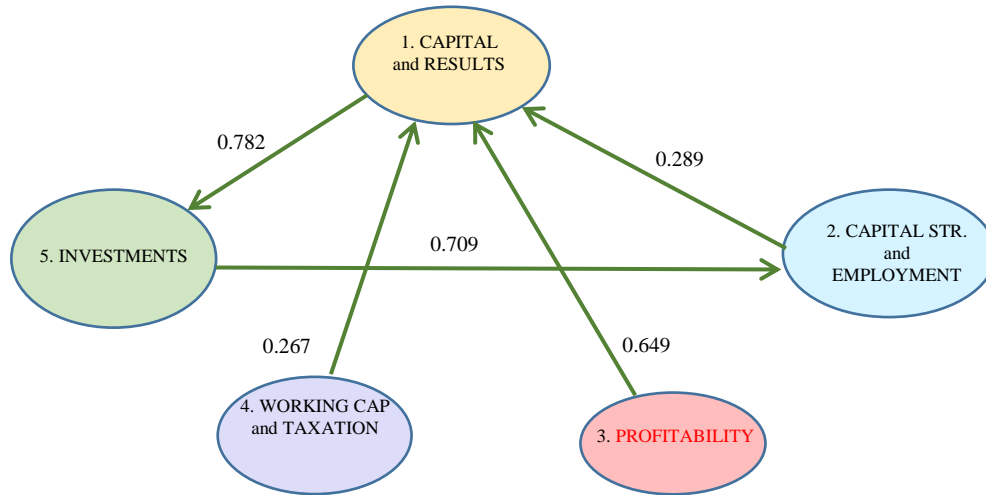 1. CAPITAL
and RESULTS
0.782
0.289
2. CAPITAL STR.
and
EMPLOYMENT
5. INVESTMENTS
0.709
0.267
0.649
4. WORKING CAP
and TAXATION
3. PROFITABILITY